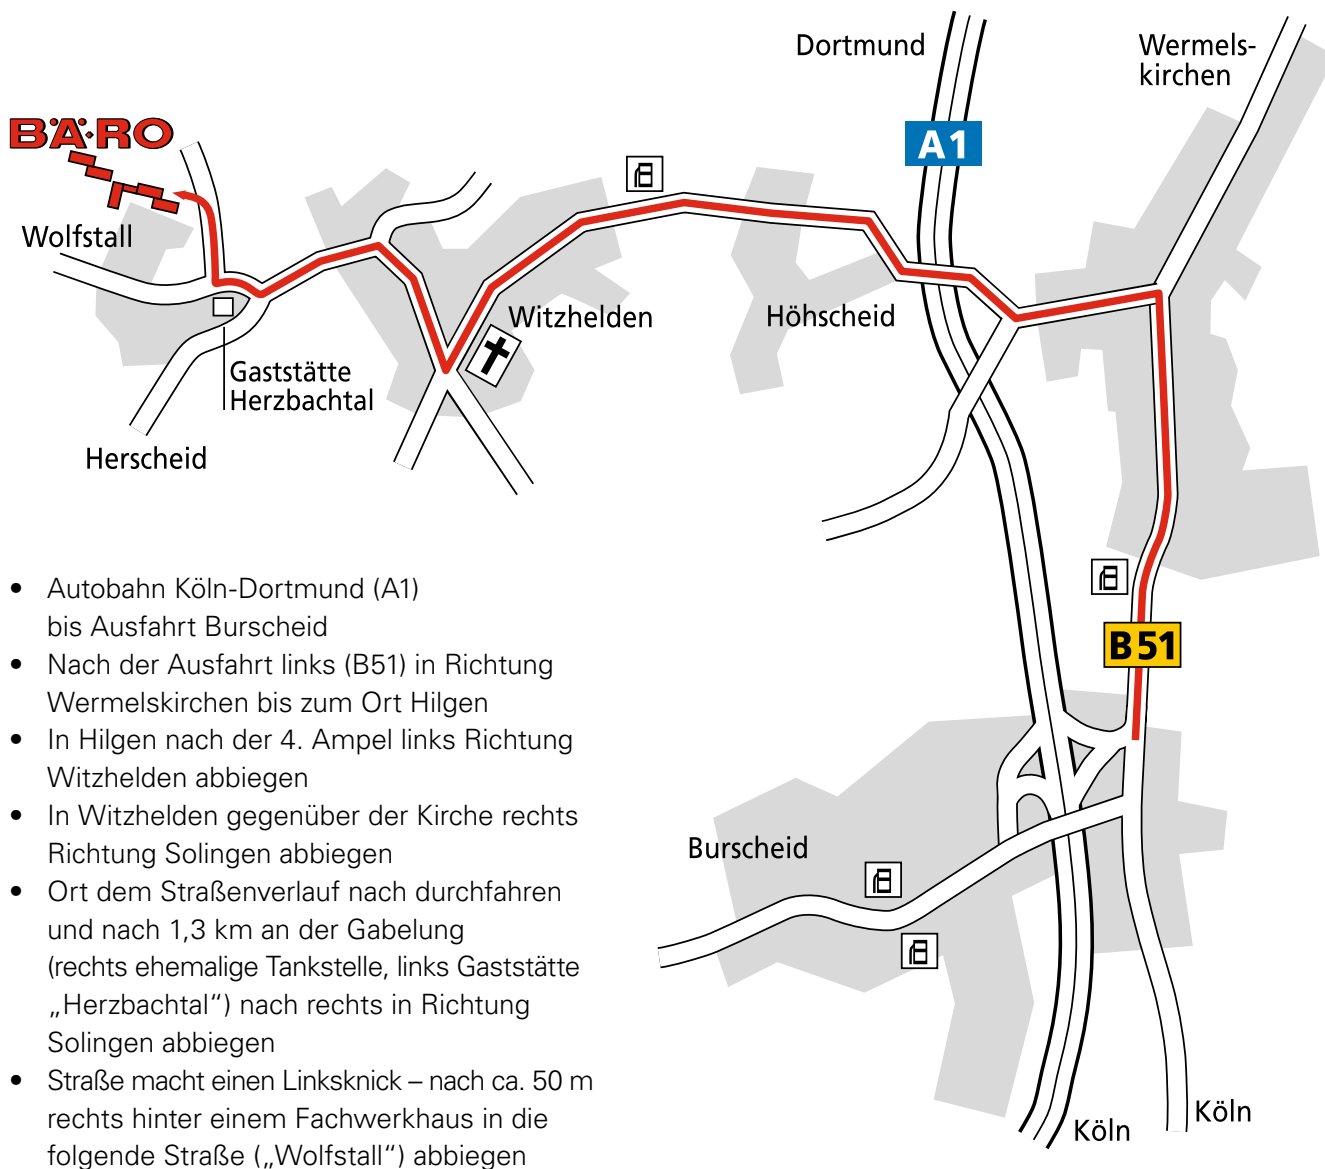 Dortmund
Wermels-
kirchen
BÄ·RO
A1
Wolfstall
Witzhelden
Höhscheid
Gaststätte
Herzbachtal
Herscheid
B51
Burscheid
Köln
Köln
• Autobahn Köln-Dortmund (A1)
bis Ausfahrt Burscheid
• Nach der Ausfahrt links (B51) in Richtung
Wermelskirchen bis zum Ort Hilgen
• In Hilgen nach der 4. Ampel links Richtung
Witzhelden abbiegen
• In Witzhelden gegenüber der Kirche rechts
Richtung Solingen abbiegen
• Ort dem Straßenverlauf nach durchfahren
und nach 1,3 km an der Gabelung
(rechts ehemalige Tankstelle, links Gaststätte
„Herzbachtal“) nach rechts in Richtung
Solingen abbiegen
• Straße macht einen Linksknick – nach ca. 50 m
rechts hinter einem Fachwerkhaus in die
folgende Straße („Wolfstall“) abbiegen